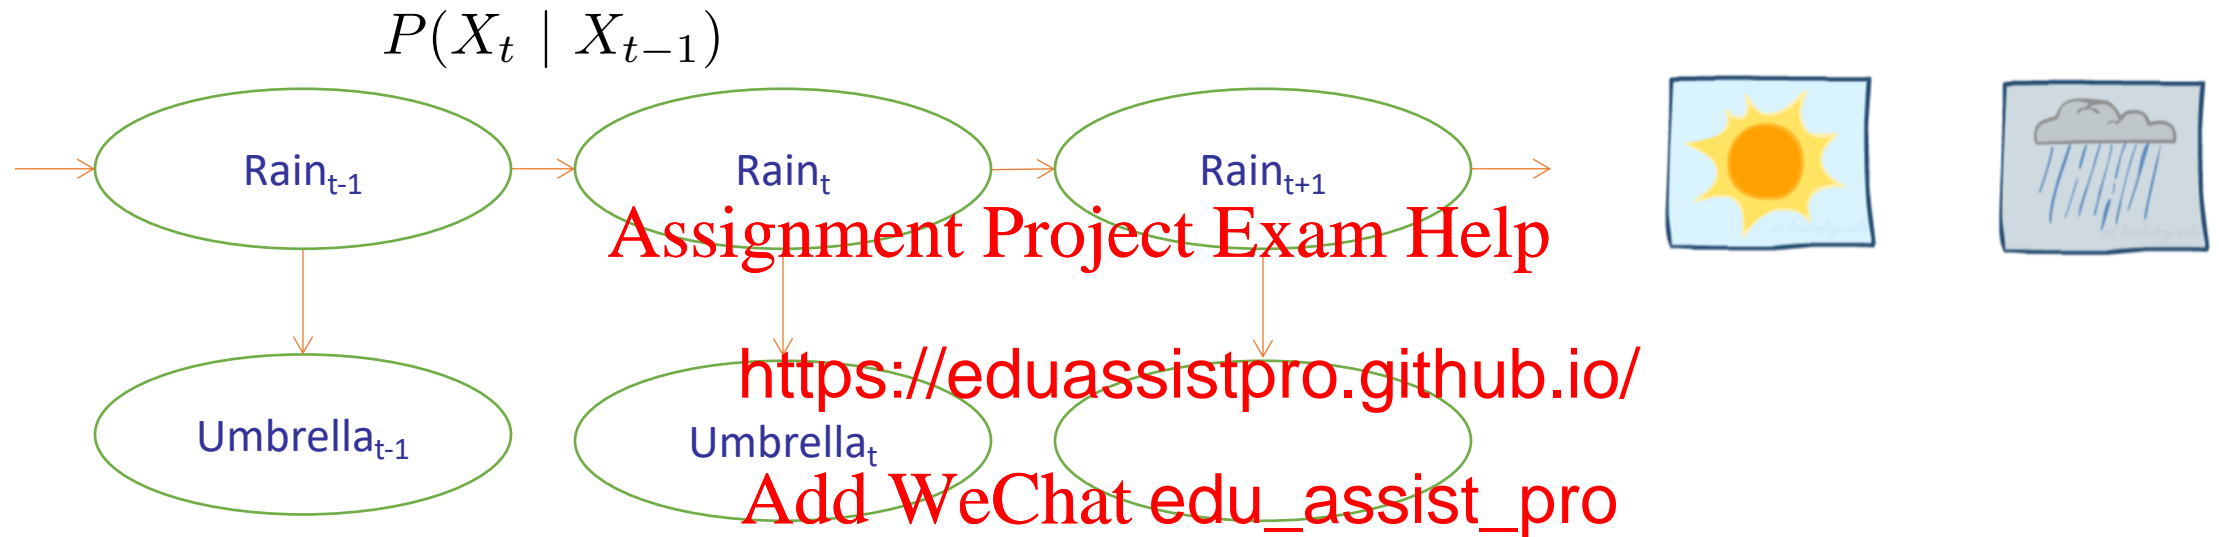 P(X_t | X_{t-1})
Rain_{t-1} Rain_t Rain_{t+1}
Assignment Project Exam Help
https://eduassistpro.github.io/
Umbrella_{t-1} Umbrella_t
Add WeChat edu_assist_pro